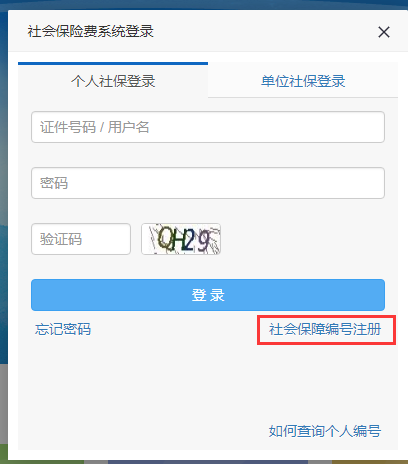 社会保险费系统登录
个人社保登录 单位社保登录
证件号码 / 用户名
密码
验证码 OH29
登 录
忘记密码 社会保障编号注册
如何查询个人编号